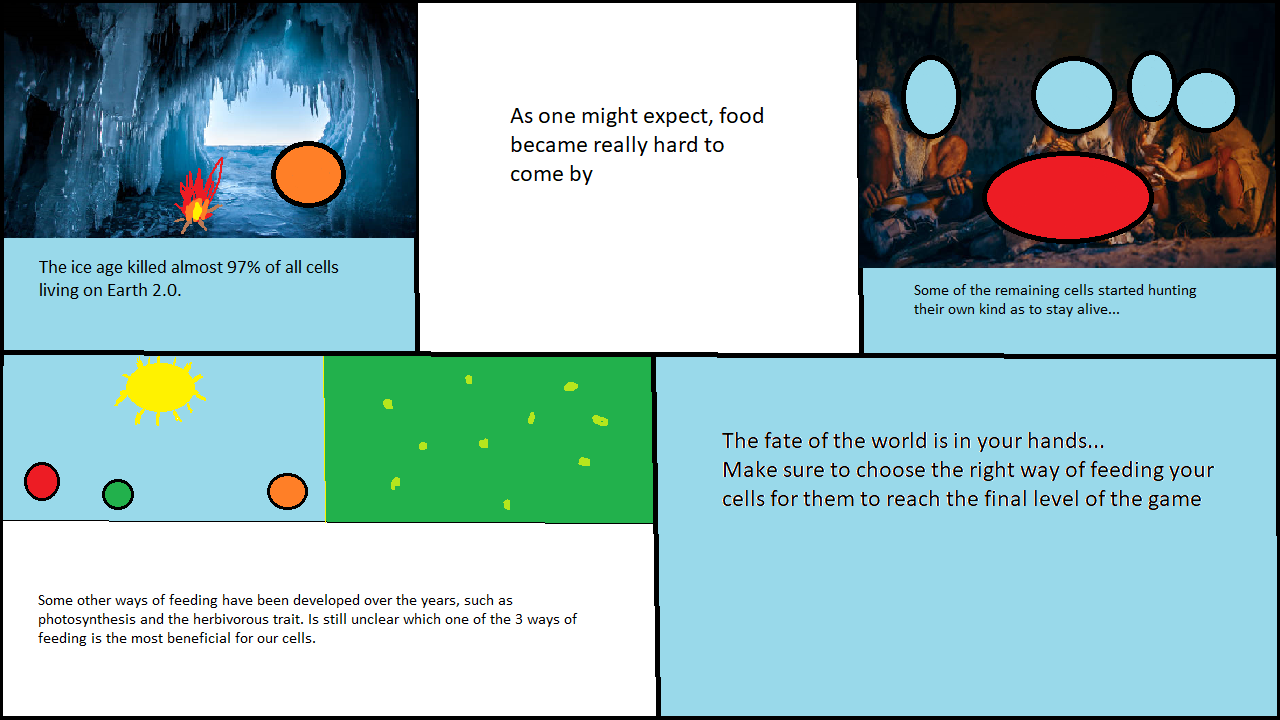 The ice age killed almost 97% of all cells
living on Earth 2.0.
As one might expect, food
became really hard to
come by
Some of the remaining cells started hunting
their own kind as to stay alive...
Some other ways of feeding have been developed over the years, such as
photosynthesis and the herbivorous trait. Is still unclear which one of the 3 ways of
feeding is the most beneficial for our cells.
The fate of the world is in your hands...
Make sure to choose the right way of feeding your
cells for them to reach the final level of the game